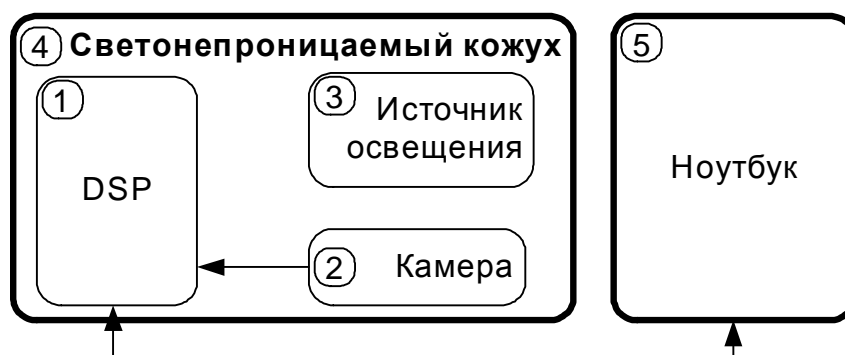 4 Светонепроницаемый кожух
1
DSP
3 Источник
освещения
2 Камера
5
Ноутбук